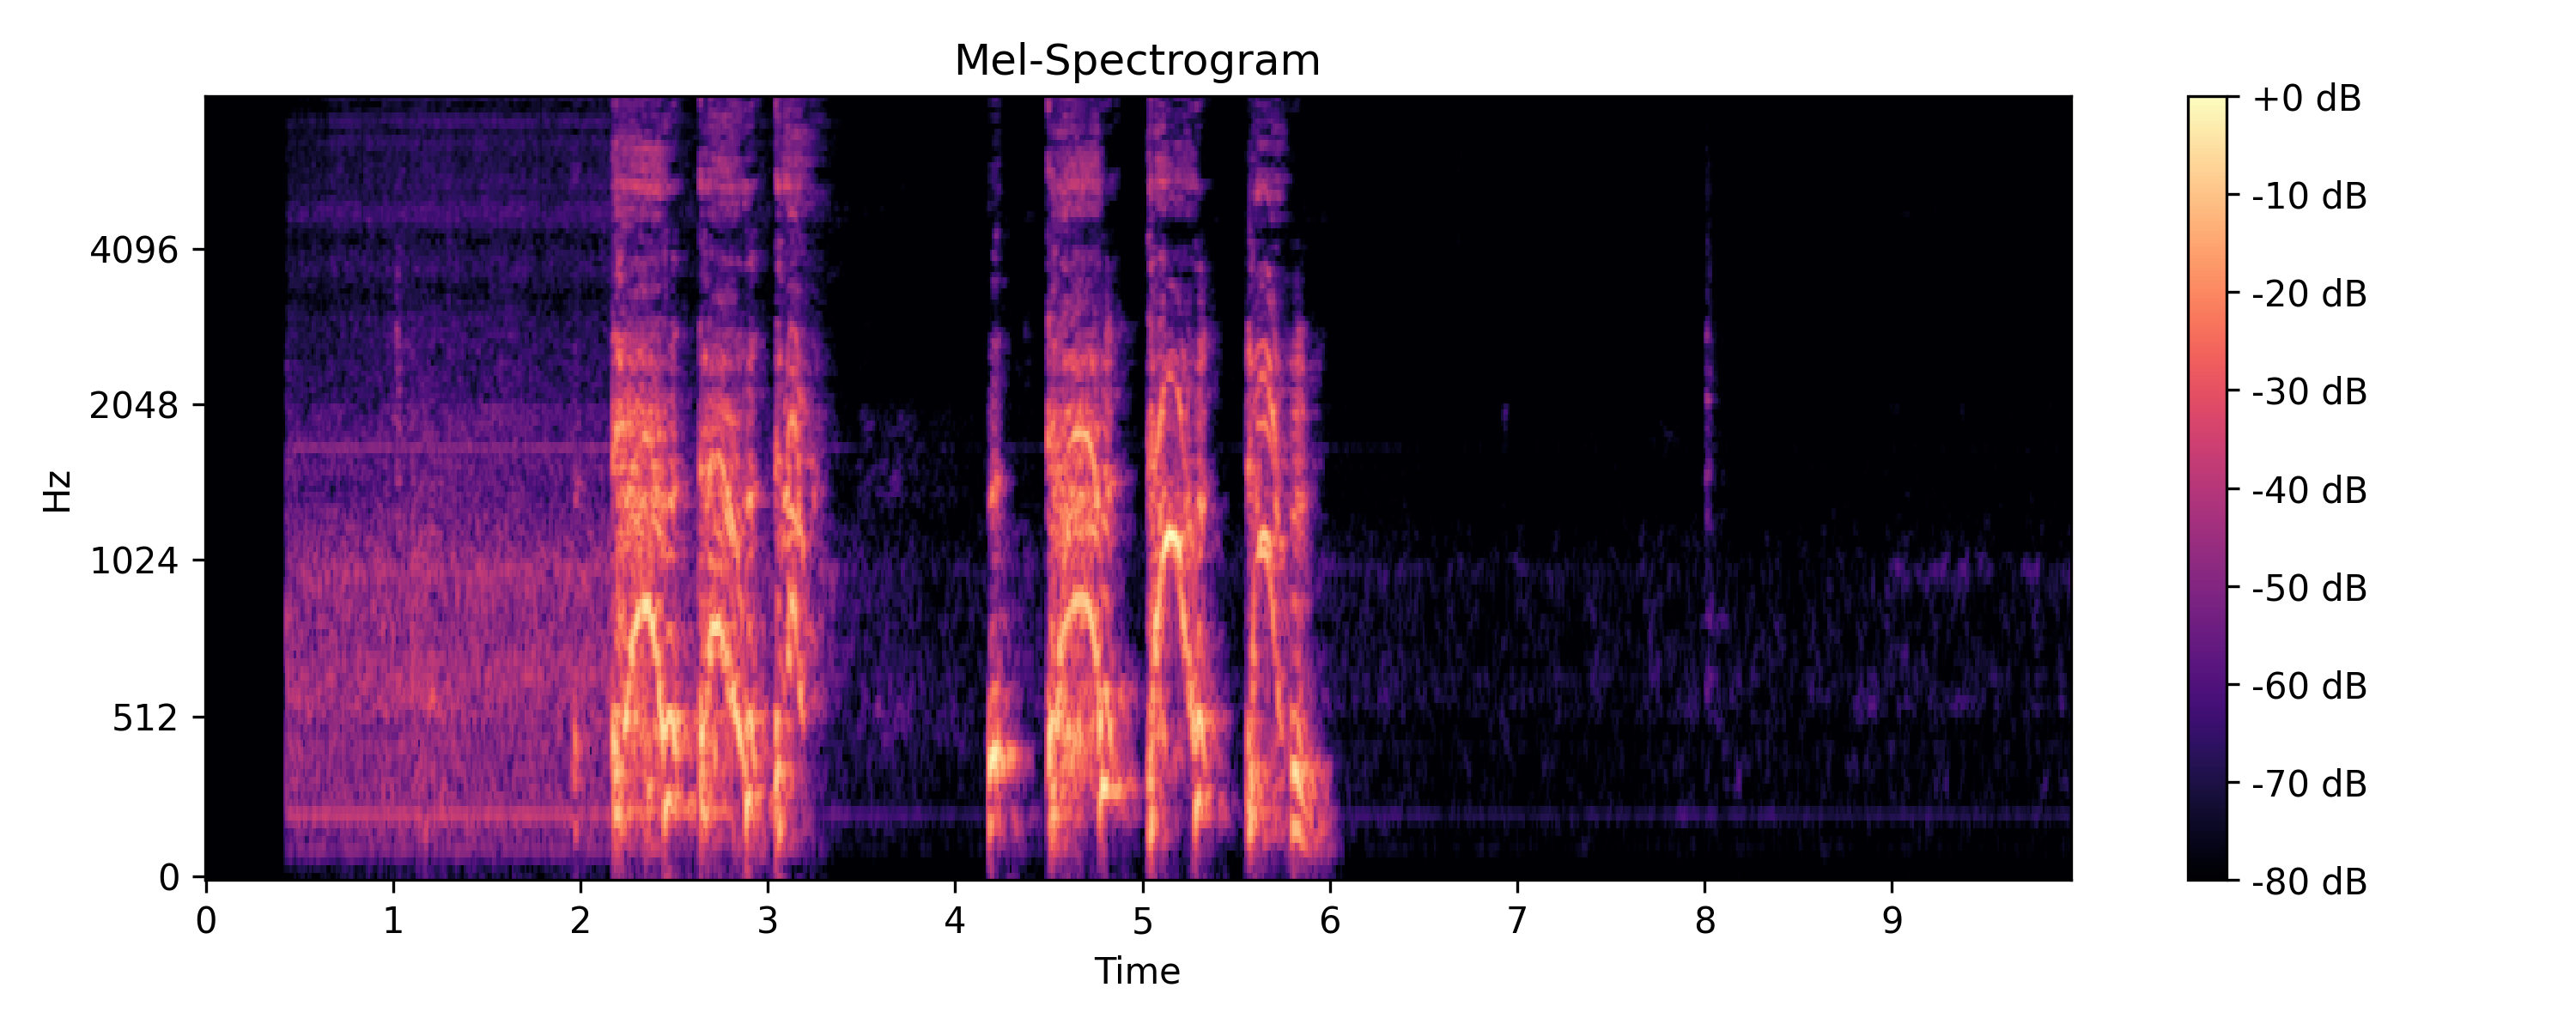 Mel-Spectrogram
Hz
4096
2048
1024
512
0
0 1 2 3 4 5 6 7 8 9
Time
+0 dB
-10 dB
-20 dB
-30 dB
-40 dB
-50 dB
-60 dB
-70 dB
-80 dB